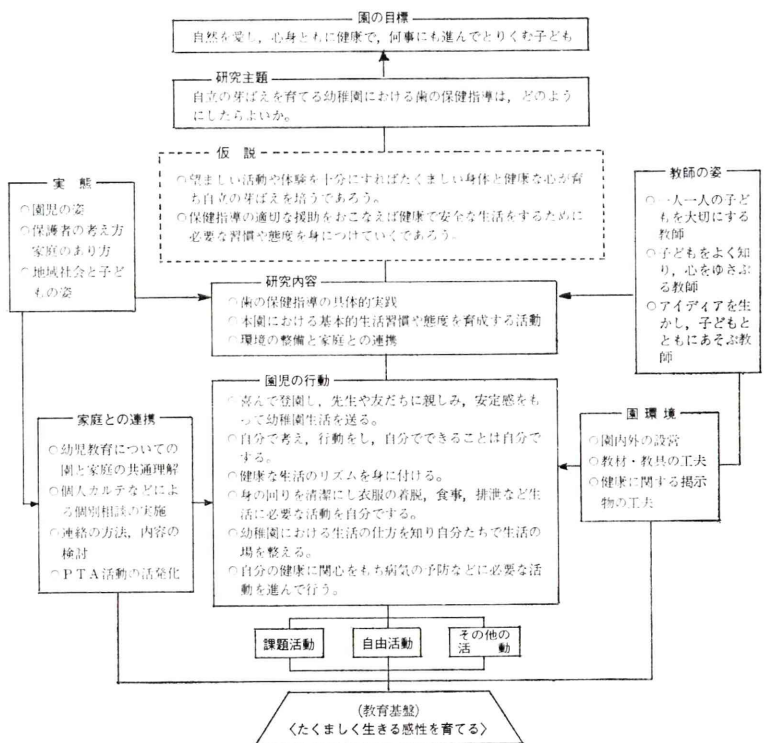 園の目標
自然を愛し，心身ともに健康で，何事にも進んでとりくむ子ども
研究主題
自立の芽ばえを育てる幼稚園における歯の保健指導は，どのよう
にしたらよいか。
仮説
○望ましい活動や体験を十分にすればたくましい身体と健康な心が育
ち自立の芽ばえを培うであろう。
○保健指導の適切な援助をおこなえば健康で安全な生活をするために
必要な習慣や態度を身につけていくであろう。
実態
○園児の姿
○保護者の考え方
家庭のあり方
○地域社会と子ど
もの姿
教師の姿
○一人一人の子ど
もを大切にする
教師
○子どもをよく知
り，心をゆさぶ
る教師
○アイディアを生
かし，子どもと
ともにあそぶ教
師
研究内容
○歯の保健指導の具体的実践
○本園における基本的生活習慣や態度を育成する活動
○環境の整備と家庭との連携
園児の行動
○喜んで登園し，先生や友だちに親しみ，安定感をも
って幼稚園生活を送る。
○自分で考え，行動をし，自分でできることは自分で
する。
○健康な生活のリズムを身に付ける。
○身の回りを清潔にし衣服の着脱，食事，排泄など生
活に必要な活動を自分でする。
○幼稚園における生活の仕方を知り自分たちで生活の
場を整える。
○自分の健康に関心をもち病気の予防などに必要な活
動を進んで行う。
家庭との連携
○幼児教育についての
園と家庭の共通理解
○個人カルテなどによ
る個別相談の実施
○連絡の方法，内容の
検討
○PTA活動の活発化
園環境
○園内外の設営
○教材・教具の工夫
○健康に関する掲示
物の工夫
課題活動
自由活動
その他の
活動
(教育基盤)
〈たくましく生きる感性を育てる〉